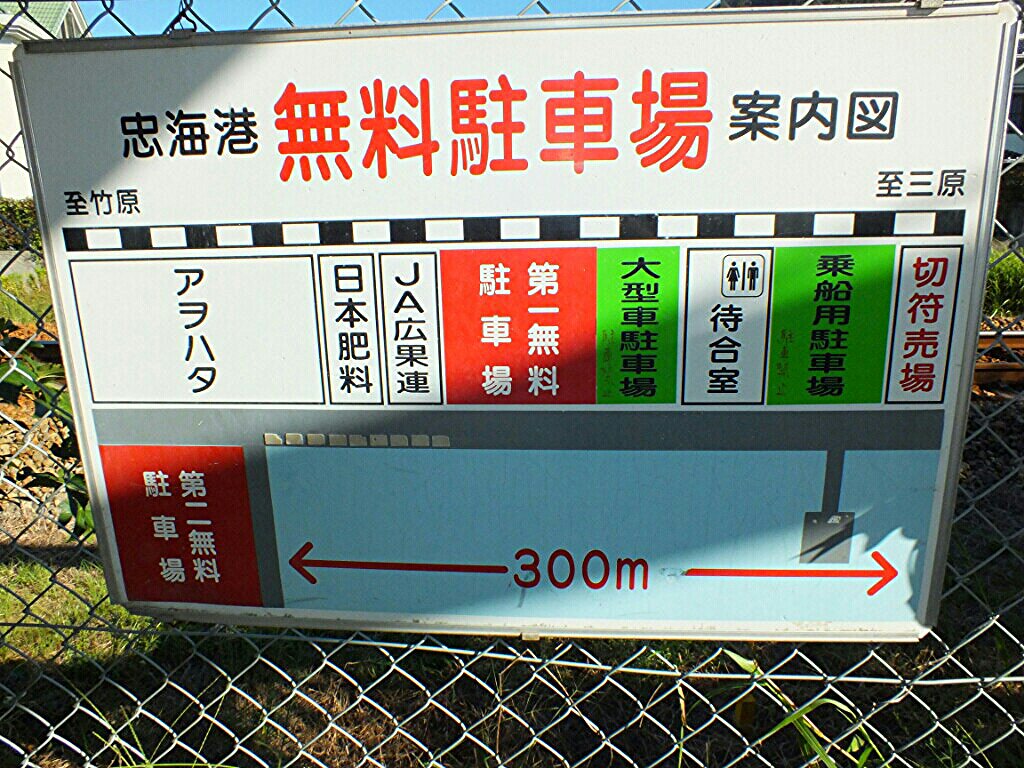 忠海港 無料駐車場 案内図
至竹原
至三原
アヲハタ
日本肥料
JA広果連
第一無料
駐車場
大型車駐車場
待合室
乗船用駐車場
切符売場
第二無料
駐車場
300m